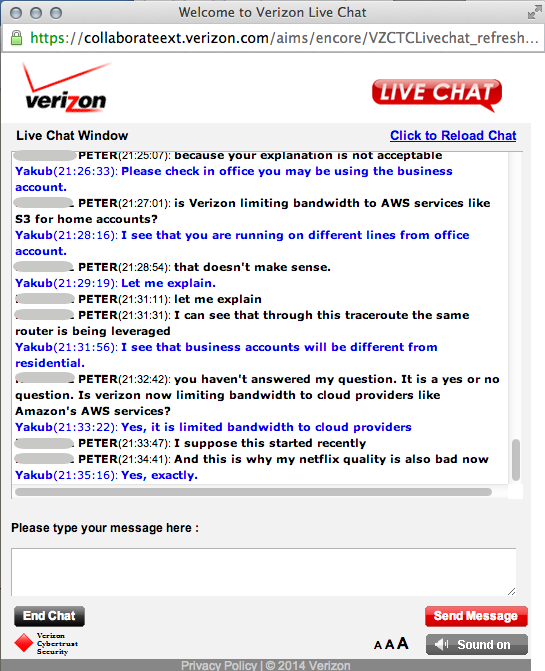 Welcome to Verizon Live Chat
https://collaborateext.verizon.com/aims/encore/VZCTCLivechat_refresh...
verizon
LIVE CHAT
Live Chat Window
Click to Reload Chat
PETER(21:25:07): because your explanation is not acceptable
Yakub(21:26:33): Please check in office you may be using the business
account.
PETER(21:27:01): is Verizon limiting bandwidth to AWS services like
S3 for home accounts?
Yakub(21:28:16): I see that you are running on different lines from office
account.
PETER(21:28:54): that doesn't make sense.
Yakub(21:29:19): Let me explain.
PETER(21:31:11): let me explain
PETER(21:31:31): I can see that through this traceroute the same
router is being leveraged
Yakub(21:31:56): I see that business accounts will be different from
residential.
PETER(21:32:42): you haven't answered my question. It is a yes or no
question. Is verizon now limiting bandwidth to cloud providers like
Amazon's AWS services?
Yakub(21:33:22): Yes, it is limited bandwidth to cloud providers
PETER(21:33:47): I suppose this started recently
PETER(21:34:41): And this is why my netflix quality is also bad now
Yakub(21:35:16): Yes, exactly.
Please type your message here :
End Chat
Send Message
Verizon
Cybertrust
Security
A A A
Sound on
Privacy Policy | © 2014 Verizon